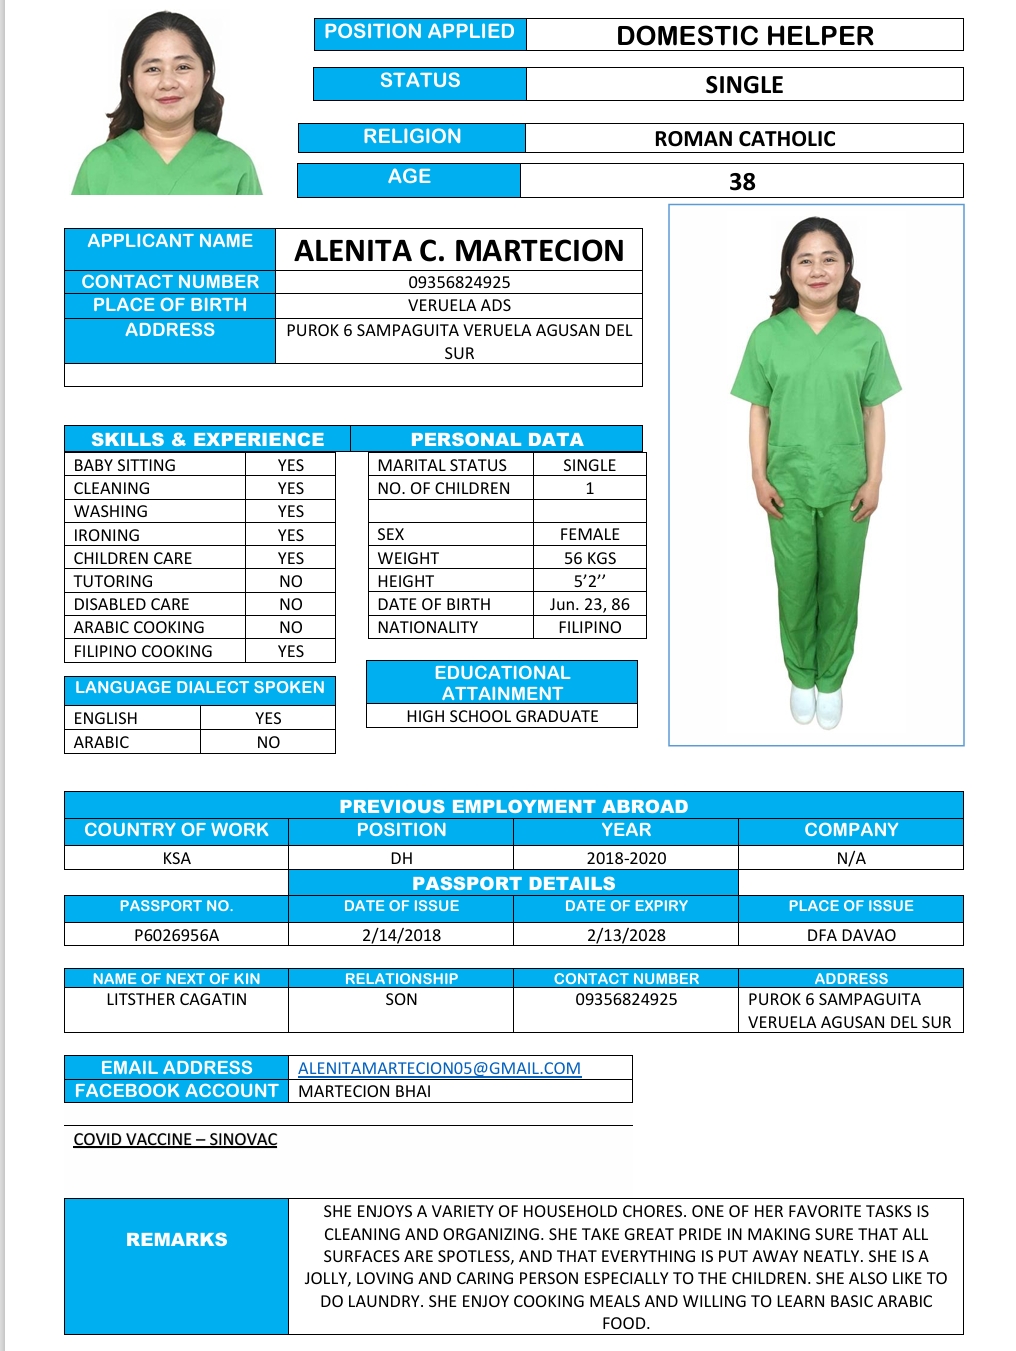 POSITION APPLIED DOMESTIC HELPER
STATUS SINGLE
RELIGION ROMAN CATHOLIC
AGE 38
APPLICANT NAME ALENITA C. MARTECION
CONTACT NUMBER 09356824925
PLACE OF BIRTH VERUELA ADS
ADDRESS PUROK 6 SAMPAGUITA VERUELA AGUSAN DEL
SUR
SKILLS & EXPERIENCE
BABY SITTING YES
CLEANING YES
WASHING YES
IRONING YES
CHILDREN CARE YES
TUTORING NO
DISABLED CARE NO
ARABIC COOKING NO
FILIPINO COOKING YES
LANGUAGE DIALECT SPOKEN
ENGLISH YES
ARABIC NO
PERSONAL DATA
MARITAL STATUS SINGLE
NO. OF CHILDREN 1
SEX FEMALE
WEIGHT 56 KGS
HEIGHT 5’2’’
DATE OF BIRTH Jun. 23, 86
NATIONALITY FILIPINO
EDUCATIONAL
ATTAINMENT
HIGH SCHOOL GRADUATE
PREVIOUS EMPLOYMENT ABROAD
COUNTRY OF WORK POSITION YEAR COMPANY
KSA DH 2018-2020 N/A
PASSPORT DETAILS
PASSPORT NO. DATE OF ISSUE DATE OF EXPIRY PLACE OF ISSUE
P6026956A 2/14/2018 2/13/2028 DFA DAVAO
NAME OF NEXT OF KIN RELATIONSHIP CONTACT NUMBER ADDRESS
LITSTHER CAGATIN SON 09356824925 PUROK 6 SAMPAGUITA
VERUELA AGUSAN DEL SUR
EMAIL ADDRESS ALENITAMARTECION05@GMAIL.COM
FACEBOOK ACCOUNT MARTECION BHAI
COVID VACCINE – SINOVAC
REMARKS
SHE ENJOYS A VARIETY OF HOUSEHOLD CHORES. ONE OF HER FAVORITE TASKS IS
CLEANING AND ORGANIZING. SHE TAKE GREAT PRIDE IN MAKING SURE THAT ALL
SURFACES ARE SPOTLESS, AND THAT EVERYTHING IS PUT AWAY NEATLY. SHE IS A
JOLLY, LOVING AND CARING PERSON ESPECIALLY TO THE CHILDREN. SHE ALSO LIKE TO
DO LAUNDRY. SHE ENJOY COOKING MEALS AND WILLING TO LEARN BASIC ARABIC
FOOD.